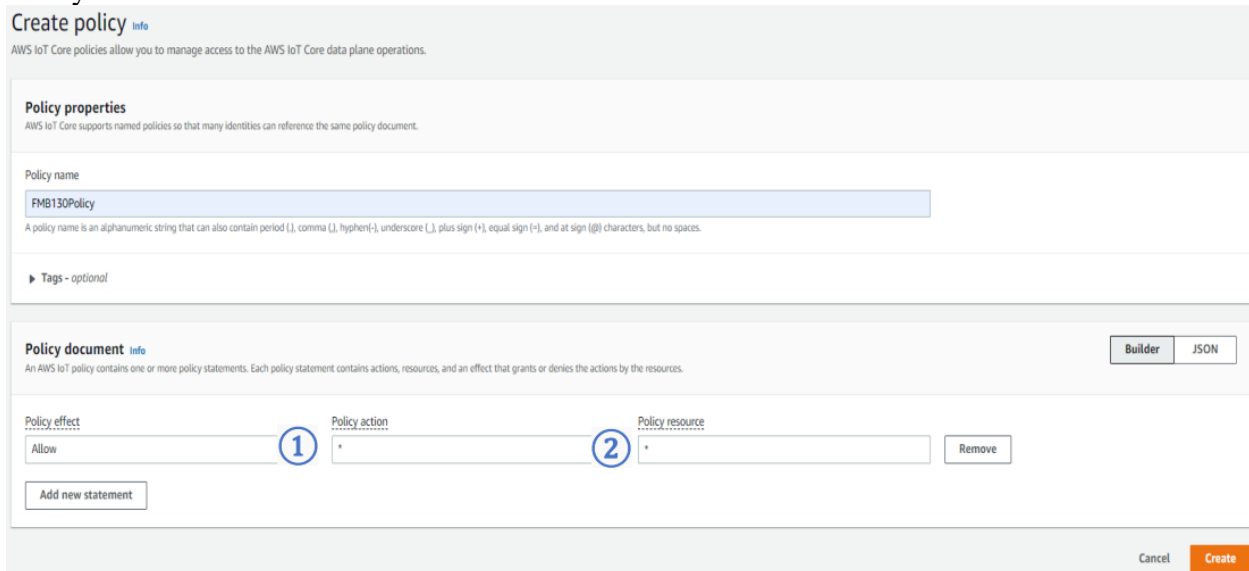 Create policy Info
AWS IoT Core policies allow you to manage access to the AWS IoT Core data plane operations.
Policy properties
AWS IoT Core supports named policies so that many identities can reference the same policy document.
Policy name
FMB130Policy
A policy name is an alphanumeric string that can also contain period (.), comma (,), hyphen(-), underscore (_), plus sign (+), equal sign (=), and at sign (@) characters, but no spaces.
Tags - optional
Policy document Info
Builder JSON
An AWS IoT policy contains one or more policy statements. Each policy statement contains actions, resources, and an effect that grants or denies the actions by the resources.
Policy effect Policy action Policy resource
Allow 1 * 2 * Remove
Add new statement
Cancel Create